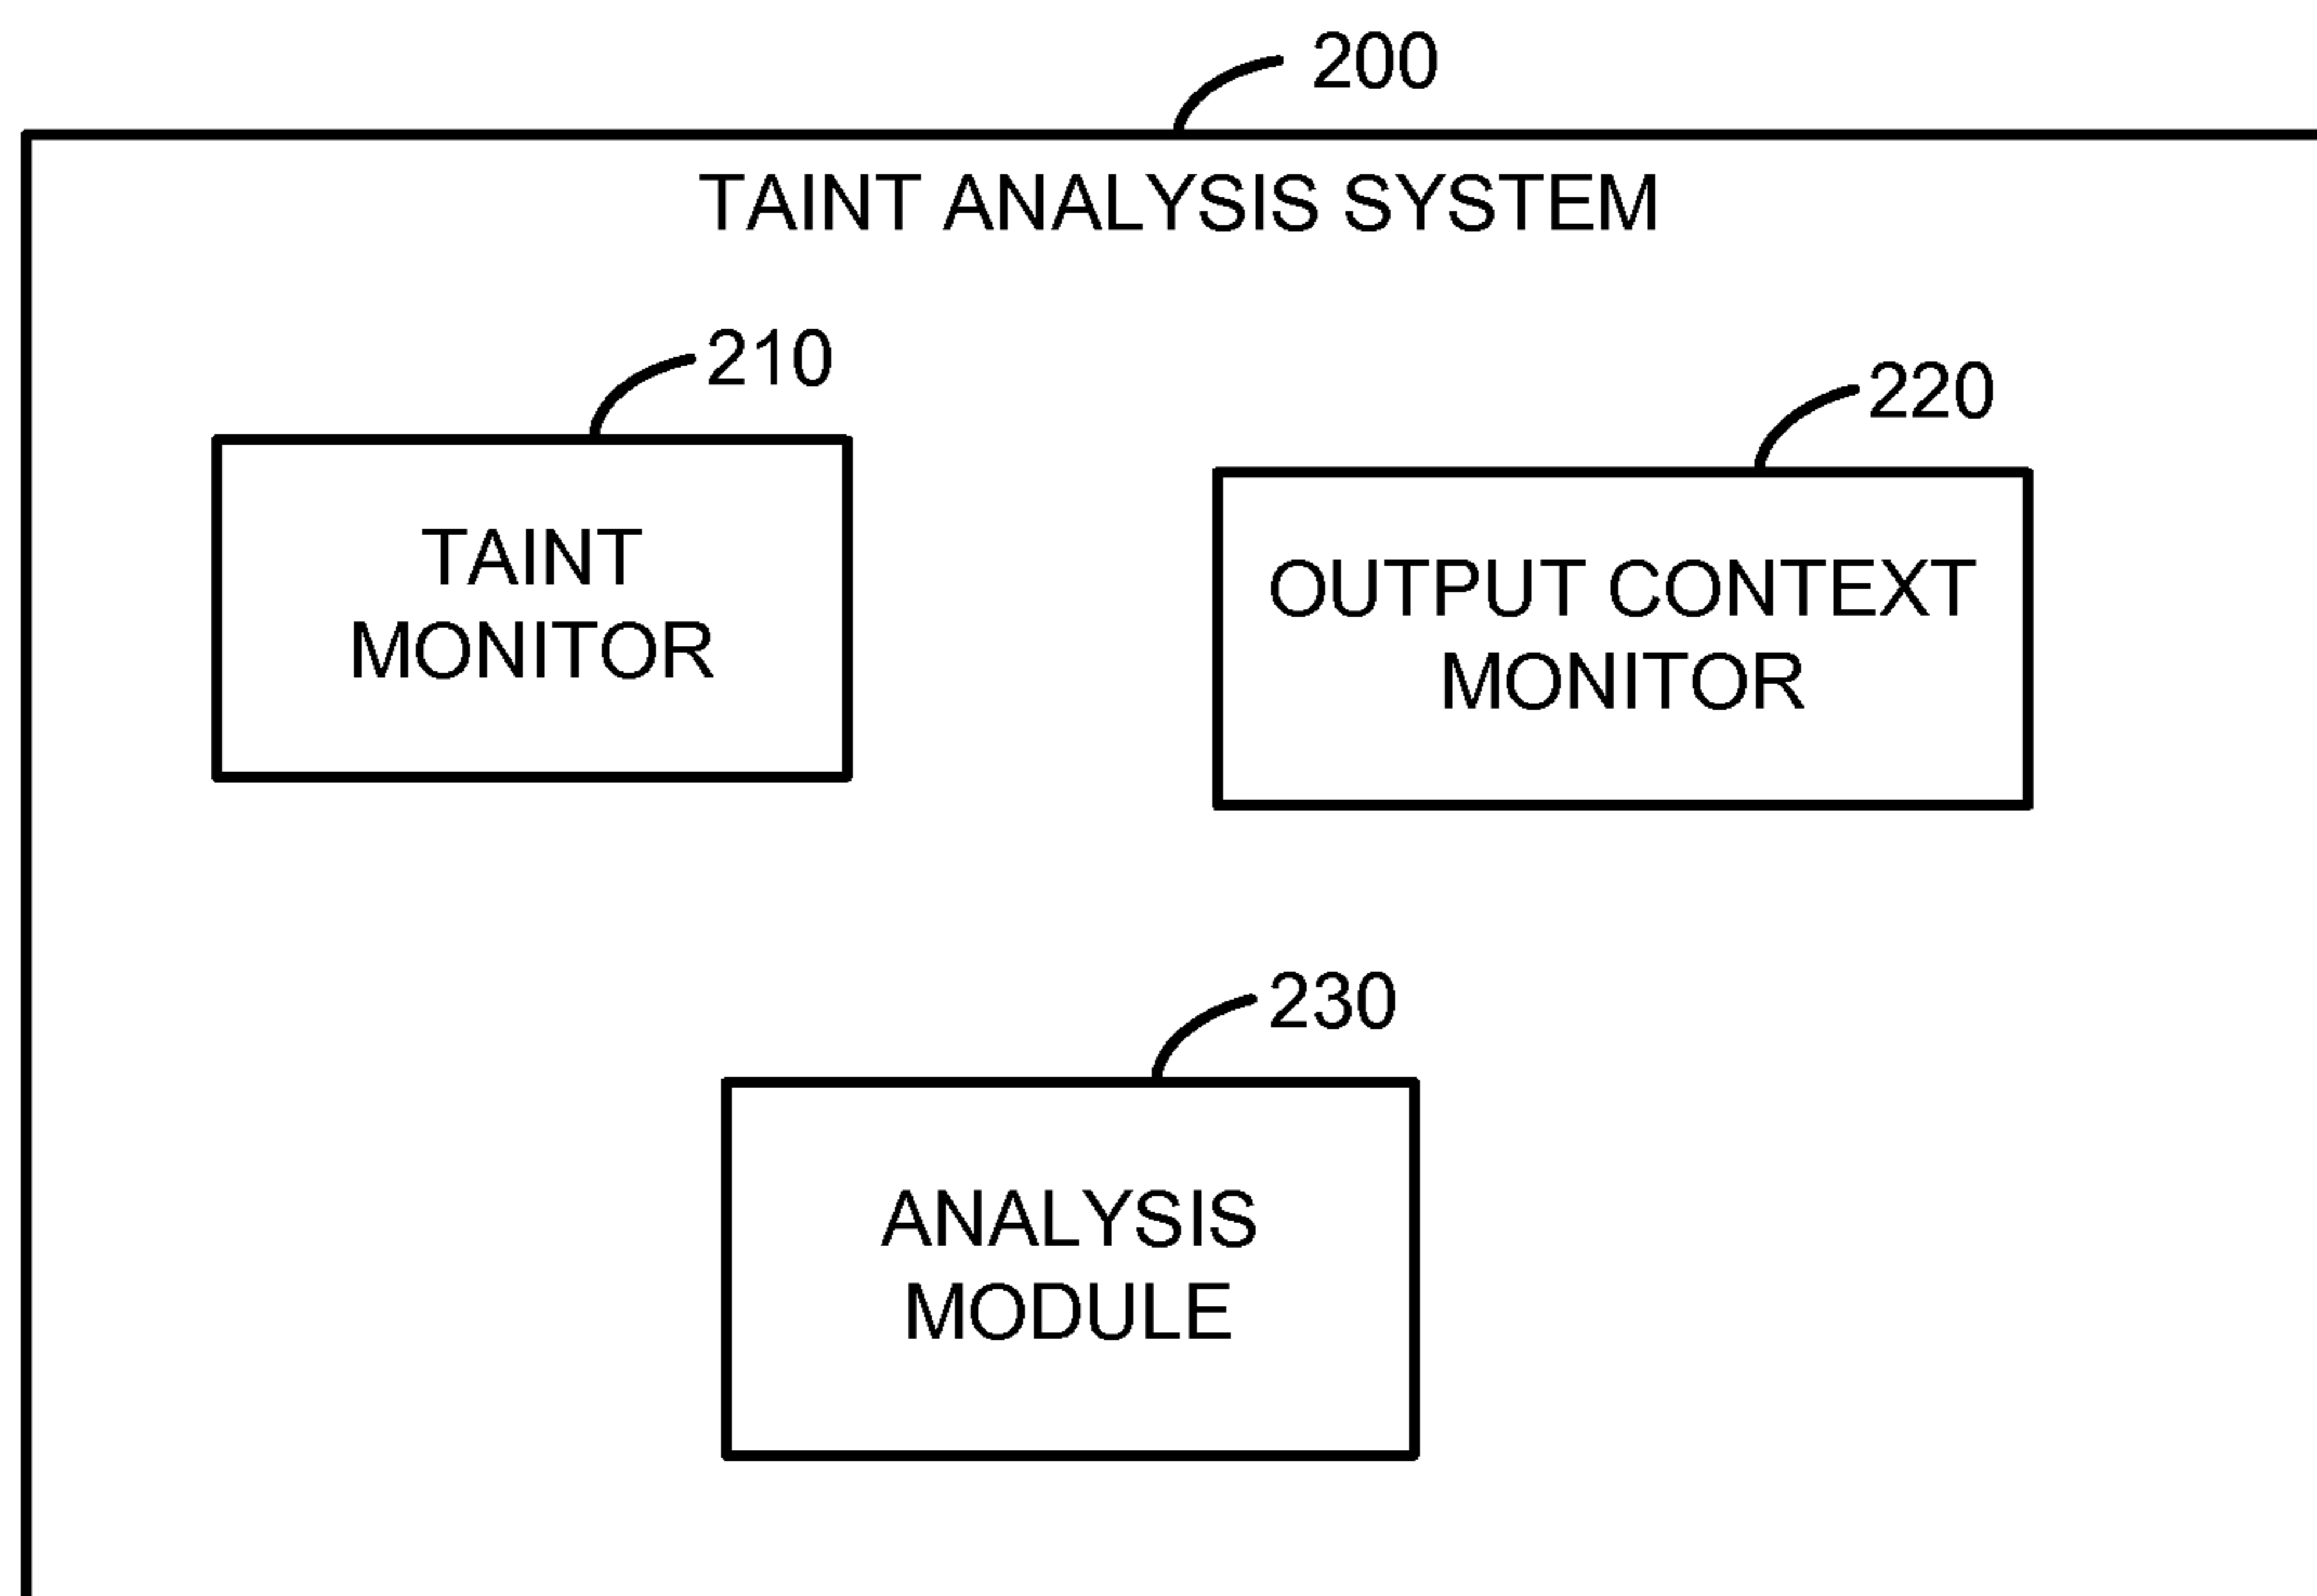 200
TAINT ANALYSIS SYSTEM
210
220
TAINT
MONITOR
OUTPUT CONTEXT
MONITOR
230
ANALYSIS
MODULE